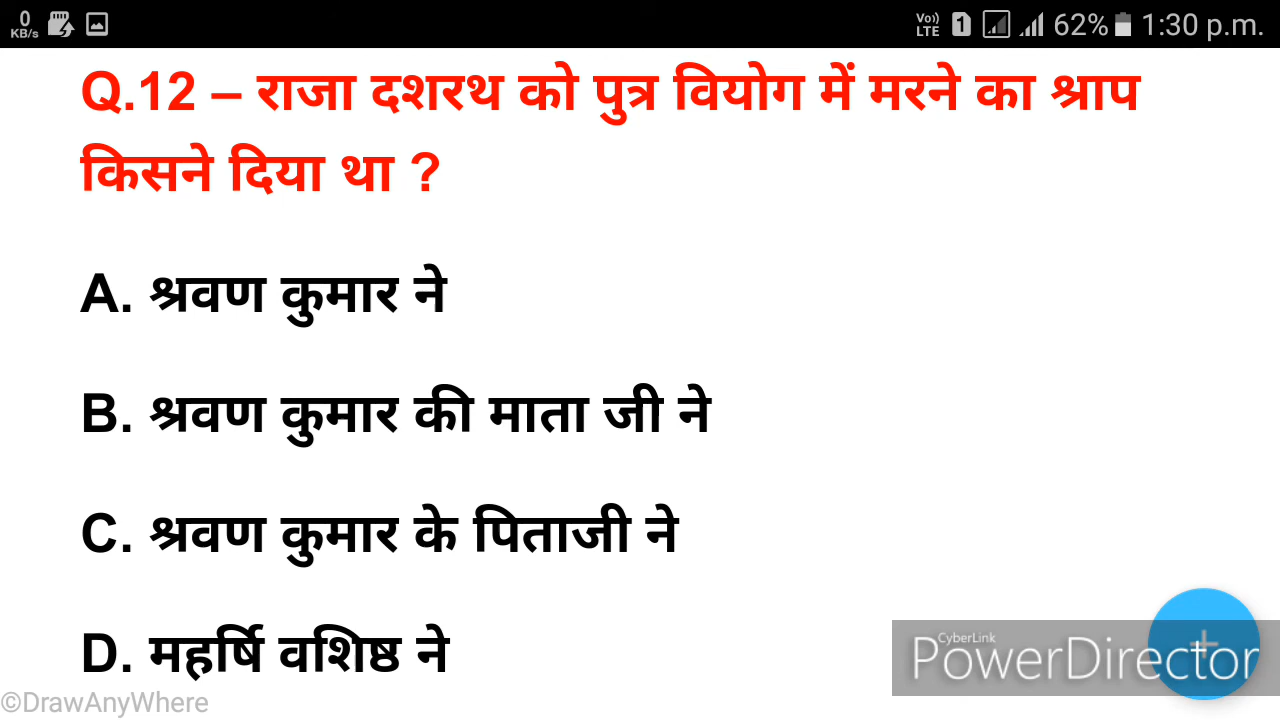 0
KB/s
Vo))
LTE
1
62%
1:30 p.m.
Q.12 – राजा दशरथ को पुत्र वियोग में मरने का श्राप
किसने दिया था ?
A. श्रवण कुमार ने
B. श्रवण कुमार की माता जी ने
C. श्रवण कुमार के पिताजी ने
D. महर्षि वशिष्ठ ने
CyberLink
PowerDirector
©DrawAnyWhere